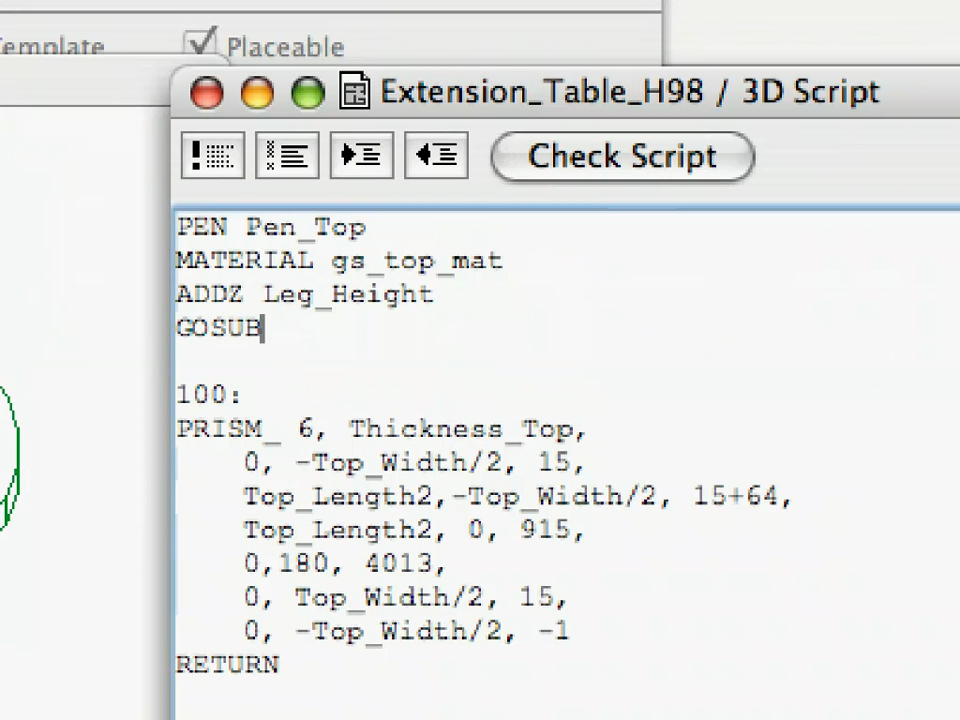 Placeable
Extension_Table_H98 / 3D Script
Check Script
PEN Pen_Top
MATERIAL gs_top_mat
ADDZ Leg_Height
GOSUB
100:
PRISM_ 6, Thickness_Top,
0, -Top_Width/2, 15,
Top_Length2,-Top_Width/2, 15+64,
Top_Length2, 0, 915,
0,180, 4013,
0, Top_Width/2, 15,
0, -Top_Width/2, -1
RETURN